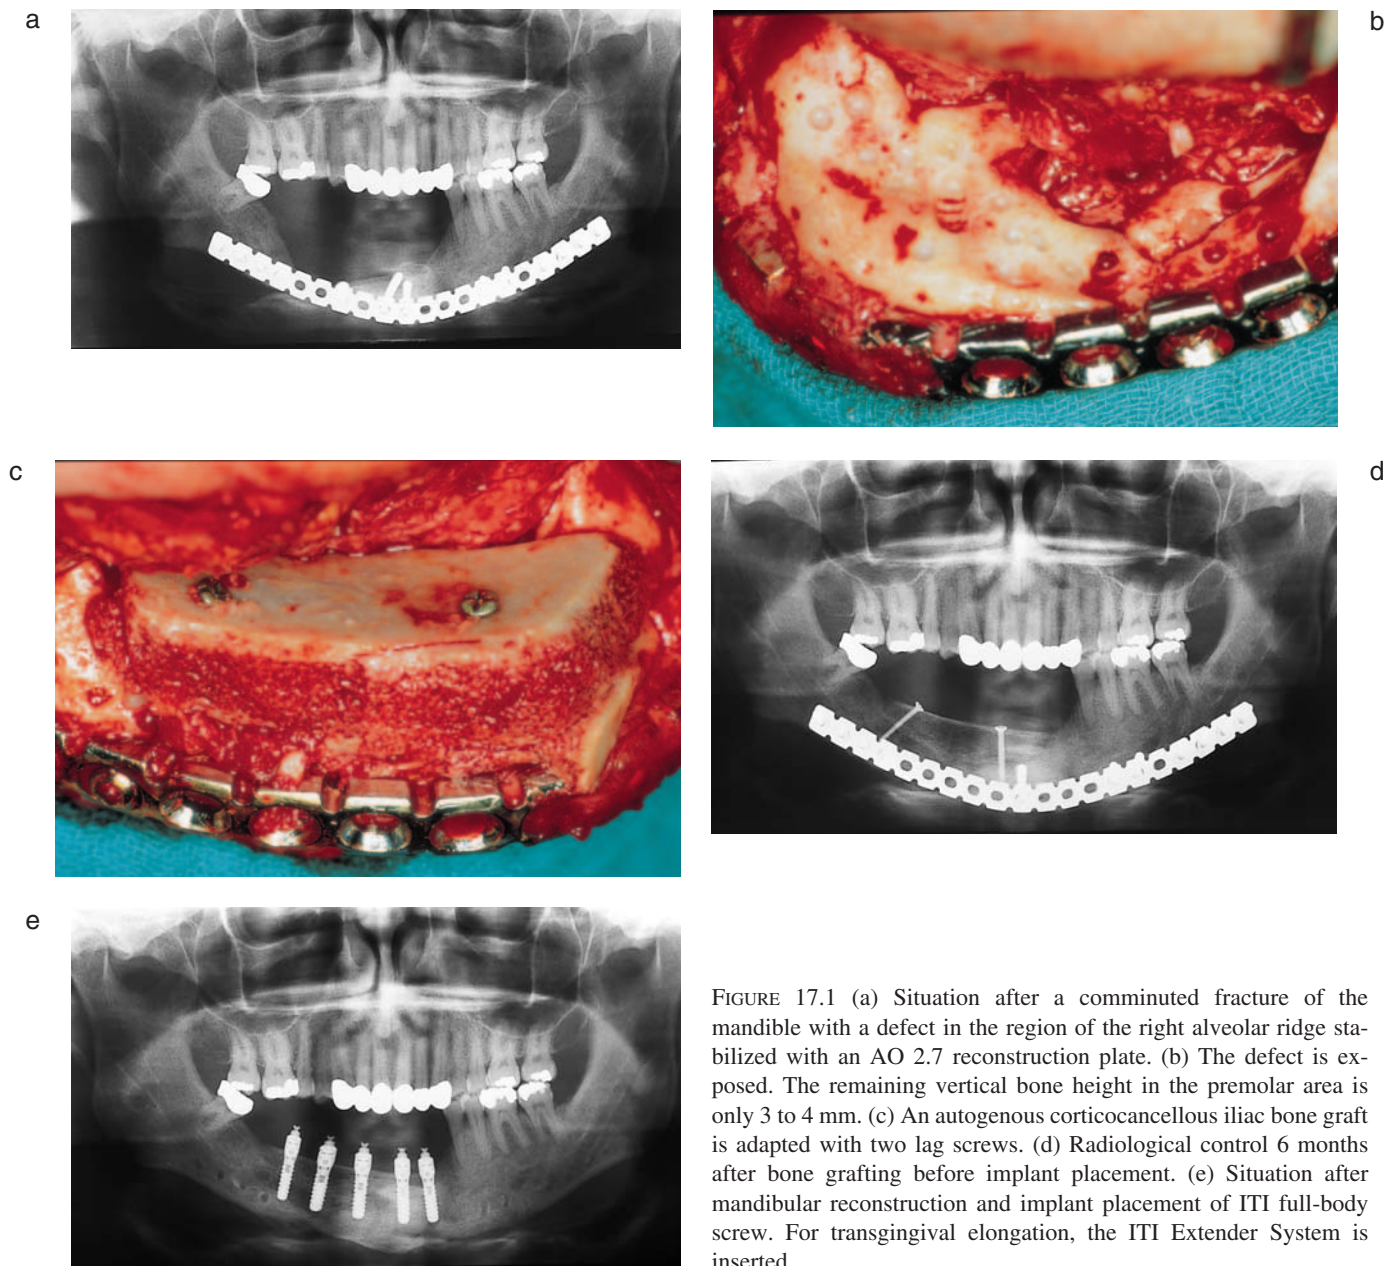 a
b
c
d
e
FIGURE 17.1 (a) Situation after a comminuted fracture of the
mandible with a defect in the region of the right alveolar ridge sta-
bilized with an AO 2.7 reconstruction plate. (b) The defect is ex-
posed. The remaining vertical bone height in the premolar area is
only 3 to 4 mm. (c) An autogenous corticocancellous iliac bone graft
is adapted with two lag screws. (d) Radiological control 6 months
after bone grafting before implant placement. (e) Situation after
mandibular reconstruction and implant placement of ITI full-body
screw. For transgingival elongation, the ITI Extender System is
inserted